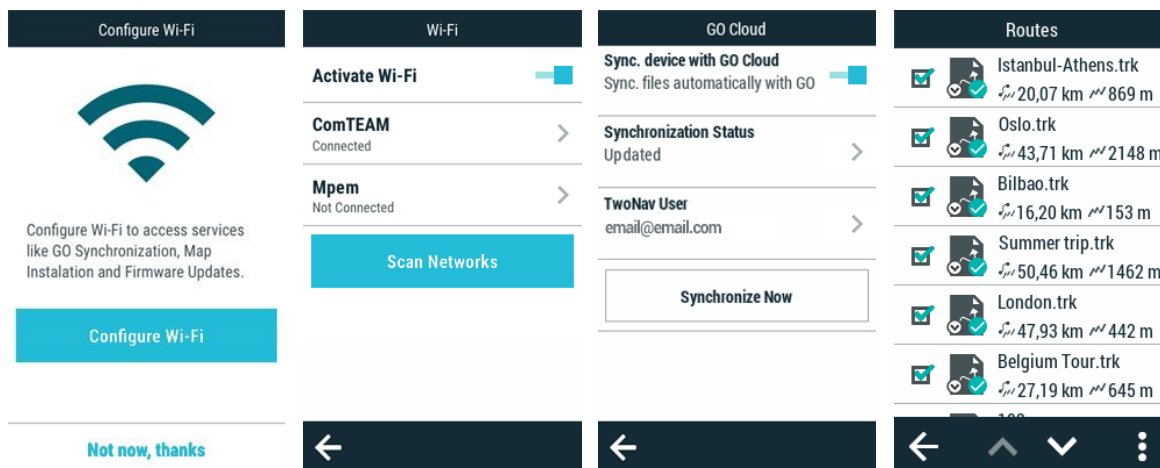 Configure Wi-Fi
Configure Wi-Fi to access services
like GO Synchronization, Map
Instalation and Firmware Updates.
Configure Wi-Fi
Not now, thanks
Wi-Fi
Activate Wi-Fi
ComTEAM
Connected
Mpem
Not Connected
Scan Networks
GO Cloud
Sync. device with GO Cloud
Sync. files automatically with GO
Synchronization Status
Updated
TwoNav User
email@email.com
Synchronize Now
Routes
Istanbul-Athens.trk
20,07 km 869 m
Oslo.trk
43,71 km 2148 m
Bilbao.trk
16,20 km 153 m
Summer trip.trk
50,46 km 1462 m
London.trk
47,93 km 442 m
Belgium Tour.trk
27,19 km 645 m